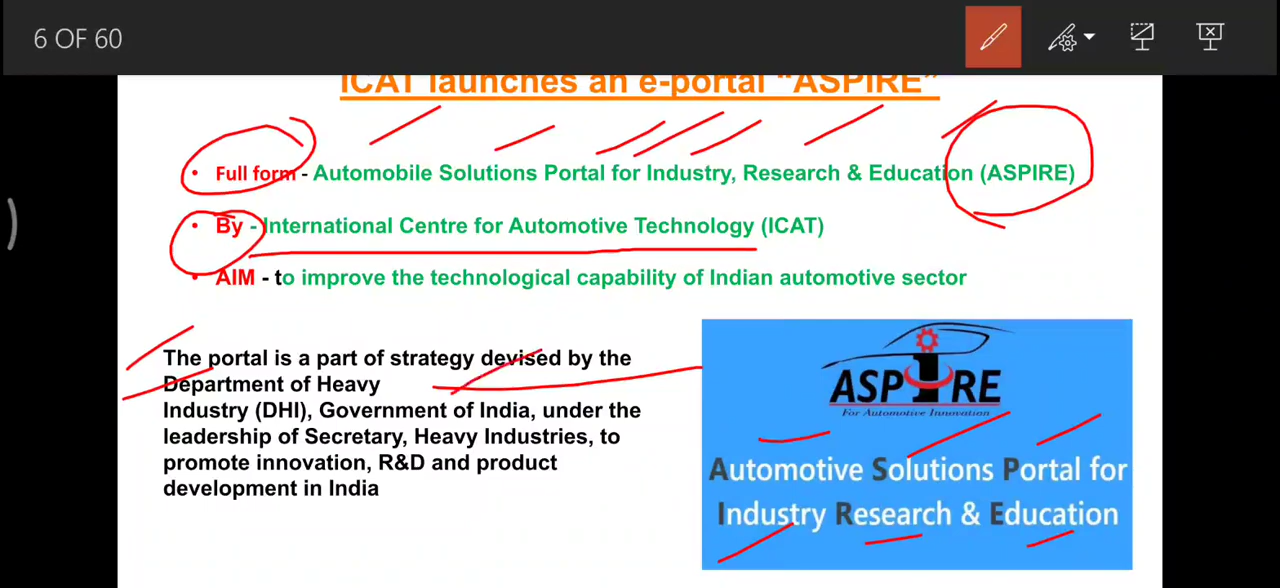 6 OF 60
ICAT launches an e-portal "ASPIRE"
• Full form - Automobile Solutions Portal for Industry, Research & Education (ASPIRE)
• By - International Centre for Automotive Technology (ICAT)
• AIM - to improve the technological capability of Indian automotive sector
The portal is a part of strategy devised by the
Department of Heavy
Industry (DHI), Government of India, under the
leadership of Secretary, Heavy Industries, to
promote innovation, R&D and product
development in India
ASPIRE
For Automotive Innovation
Automotive Solutions Portal for
Industry Research & Education